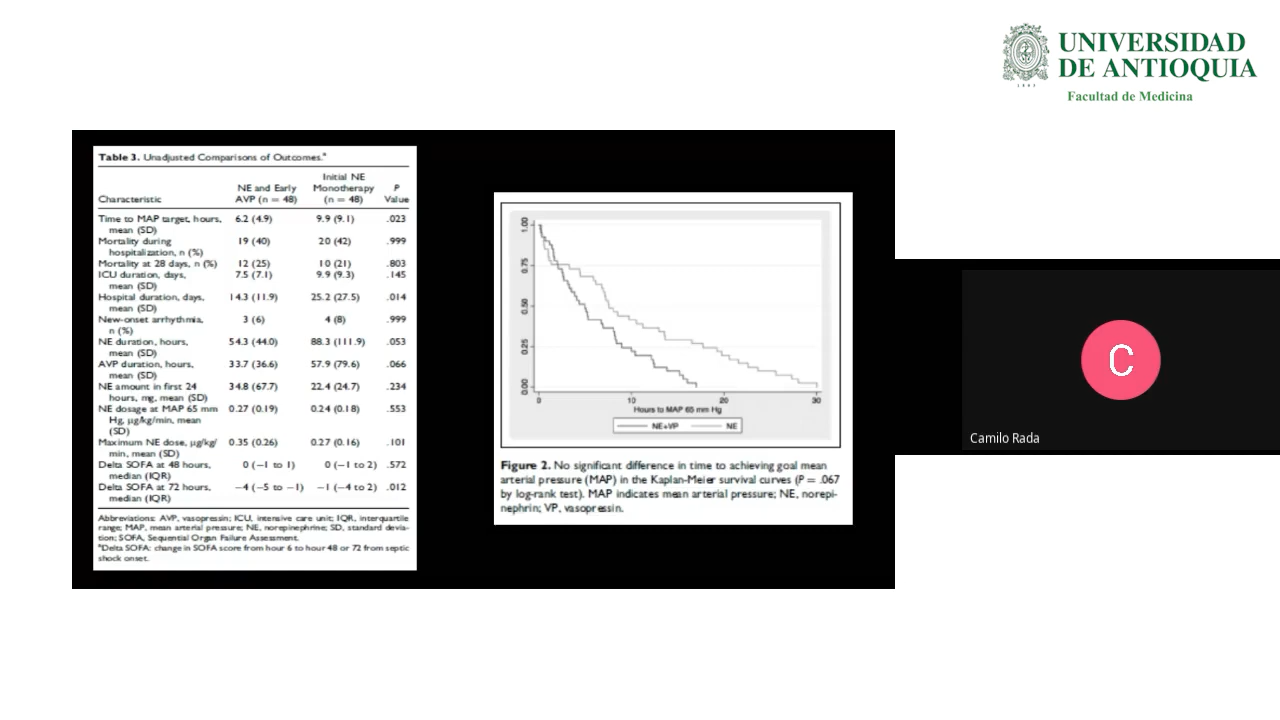 UNIVERSIDAD
DE ANTIOQUIA
1803
Facultad de Medicina
Table 3. Unadjusted Comparisons of Outcomes.a
Initial NE
NE and Early Monotherapy P
Characteristic AVP (n = 48) (n = 48) Value
Time to MAP target, hours, 6.2 (4.9) 9.9 (9.1) .023
mean (SD)
Mortality during 19 (40) 20 (42) .999
hospitalization, n (%)
Mortality at 28 days, n (%) 12 (25) 10 (21) .803
ICU duration, days, 7.5 (7.1) 9.9 (9.3) .145
mean (SD)
Hospital duration, days, 14.3 (11.9) 25.2 (27.5) .014
mean (SD)
New-onset arrhythmia, 3 (6) 4 (8) .999
n (%)
NE duration, hours, 54.3 (44.0) 88.3 (111.9) .053
mean (SD)
AVP duration, hours, 33.7 (36.6) 57.9 (79.6) .066
mean (SD)
NE amount in first 24 34.8 (67.7) 22.4 (24.7) .234
hours, mg, mean (SD)
NE dosage at MAP 65 mm 0.27 (0.19) 0.24 (0.18) .553
Hg, μg/kg/min, mean
(SD)
Maximum NE dose, μg/kg/ 0.35 (0.26) 0.27 (0.16) .101
min, mean (SD)
Delta SOFA at 48 hours, 0 (−1 to 1) 0 (−1 to 2) .572
median (IQR)
Delta SOFA at 72 hours, −4 (−5 to −1) −1 (−4 to 2) .012
median (IQR)
Abbreviations: AVP, vasopressin; ICU, intensive care unit; IQR, interquartile
range; MAP, mean arterial pressure; NE, norepinephrine; SD, standard devia-
tion; SOFA, Sequential Organ Failure Assessment.
aDelta SOFA: change in SOFA score from hour 6 to hour 48 or 72 from septic
shock onset.
1.00
0.75
0.50
0.25
0.00
0 10 20 30
Hours to MAP 65 mm Hg
NE+VP NE
Figure 2. No significant difference in time to achieving goal mean
arterial pressure (MAP) in the Kaplan-Meier survival curves (P = .067
by log-rank test). MAP indicates mean arterial pressure; NE, norepi-
nephrin; VP, vasopressin.
C
Camilo Rada